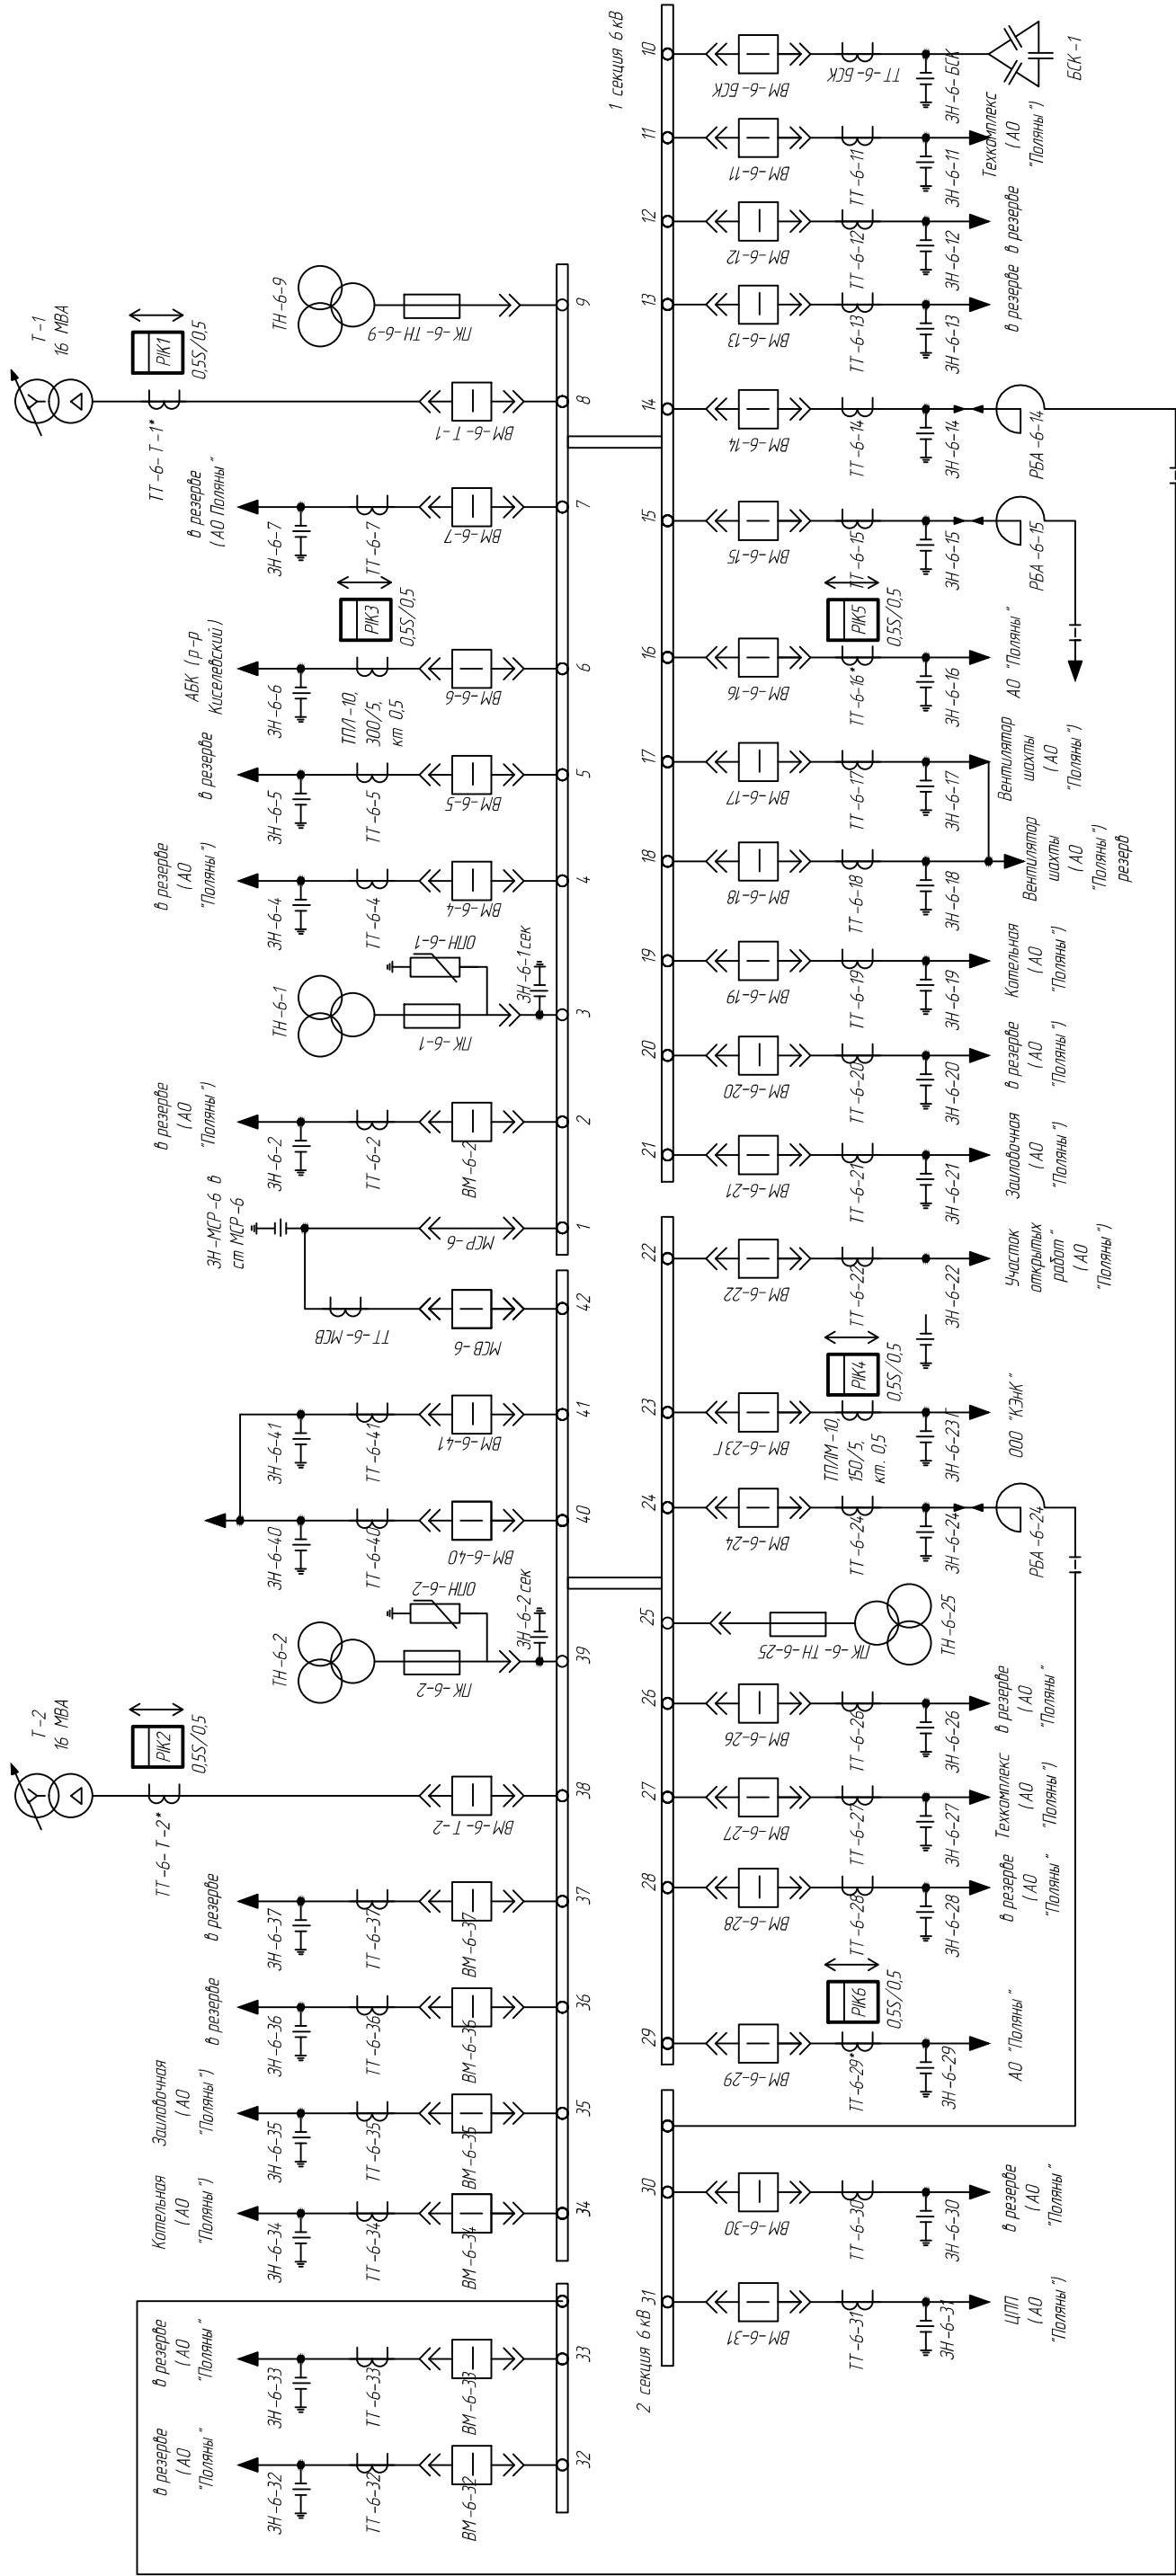 Т-1
16 МВА
PIK1
0,5S/0,5
ТТ-6-Т-1*
ВМ-6-Т-1
8
ТН-6-9
ПК-6-ТН-6-9
9
в резерве
(АО Поляны")
ЗН-6-7
ТТ-6-7
ВМ-6-7
7
АБК (р-р
Киселевский)
ЗН-6-6
PIK3
0,5S/0,5
ТПЛ-10,
300/5,
кт 0,5
ВМ-6-6
6
в резерве
ЗН-6-5
ТТ-6-5
ВМ-6-5
5
в резерве
(АО
"Поляны")
ЗН-6-4
ТТ-6-4
ВМ-6-4
4
ТН-6-1
ОПН-6-1
ПК-6-1
ЗН-6-1сек
3
в резерве
(АО
"Поляны")
ЗН-6-2
ТТ-6-2
ВМ-6-2
2
ЗН-МСР-6 в
ст МСР-6
МСР-6
1
ТТ-6-МСВ
МСВ-6
42
ЗН-6-41
ТТ-6-41
ВМ-6-41
41
ЗН-6-40
ТТ-6-40
ВМ-6-40
40
ТН-6-2
ОПН-6-2
ПК-6-2
ЗН-6-2сек
39
Т-2
16 МВА
PIK2
0,5S/0,5
ТТ-6-Т-2*
ВМ-6-Т-2
38
в резерве
ЗН-6-37
ТТ-6-37
ВМ-6-37
37
в резерве
ЗН-6-36
ТТ-6-36
ВМ-6-36
36
Заиловочная
(АО
"Поляны")
ЗН-6-35
ТТ-6-35
ВМ-6-35
35
Котельная
(АО
"Поляны")
ЗН-6-34
ТТ-6-34
ВМ-6-34
34
в резерве
(АО
"Поляны"
ЗН-6-33
ТТ-6-33
ВМ-6-33
33
в резерве
(АО
"Поляны"
ЗН-6-32
ТТ-6-32
ВМ-6-32
32
1 секция 6 кВ
10
ВМ-6-БСК
ТТ-6-БСК
ЗН-6-БСК
БСК-1
11
ВМ-6-11
ТТ-6-11
ЗН-6-11
Техкомплекс
(АО
"Поляны")
12
ВМ-6-12
ТТ-6-12
ЗН-6-12
в резерве
13
ВМ-6-13
ТТ-6-13
ЗН-6-13
в резерве
14
ВМ-6-14
ТТ-6-14
ЗН-6-14
РБА-6-14
15
ВМ-6-15
ТТ-6-15
ЗН-6-15
РБА-6-15
16
ВМ-6-16
PIK5
0,5S/0,5
ТТ-6-16*
ЗН-6-16
АО "Поляны"
17
ВМ-6-17
ТТ-6-17
ЗН-6-17
Вентилятор
шахты
(АО
"Поляны")
18
ВМ-6-18
ТТ-6-18
ЗН-6-18
Вентилятор
шахты
(АО
"Поляны")
резерв
19
ВМ-6-19
ТТ-6-19
ЗН-6-19
Котельная
(АО
"Поляны")
20
ВМ-6-20
ТТ-6-20
ЗН-6-20
в резерве
(АО
"Поляны")
21
ВМ-6-21
ТТ-6-21
ЗН-6-21
Заиловочная
(АО
"Поляны")
22
ВМ-6-22
ТТ-6-22
ЗН-6-22
Участок
открытых
работ"
(АО
"Поляны")
23
ВМ-6-23Г
PIK4
0,5S/0,5
ТПЛМ-10,
150/5,
кт. 0,5
ЗН-6-23Г
ООО "КЭнК"
24
ВМ-6-24
ТТ-6-24
ЗН-6-24
РБА-6-24
25
ПК-6-ТН-6-25
ТН-6-25
26
ВМ-6-26
ТТ-6-26
ЗН-6-26
в резерве
(АО
"Поляны"
27
ВМ-6-27
ТТ-6-27
ЗН-6-27
Техкомплекс
(АО
"Поляны")
28
ВМ-6-28
ТТ-6-28
ЗН-6-28
в резерве
(АО
"Поляны"
29
ВМ-6-29
PIK6
0,5S/0,5
ТТ-6-29*
ЗН-6-29
АО "Поляны"
30
ВМ-6-30
ТТ-6-30
ЗН-6-30
в резерве
(АО
"Поляны"
31
ВМ-6-31
ТТ-6-31
ЗН-6-31
ЦПП
(АО
"Поляны")
2 секция 6 кВ